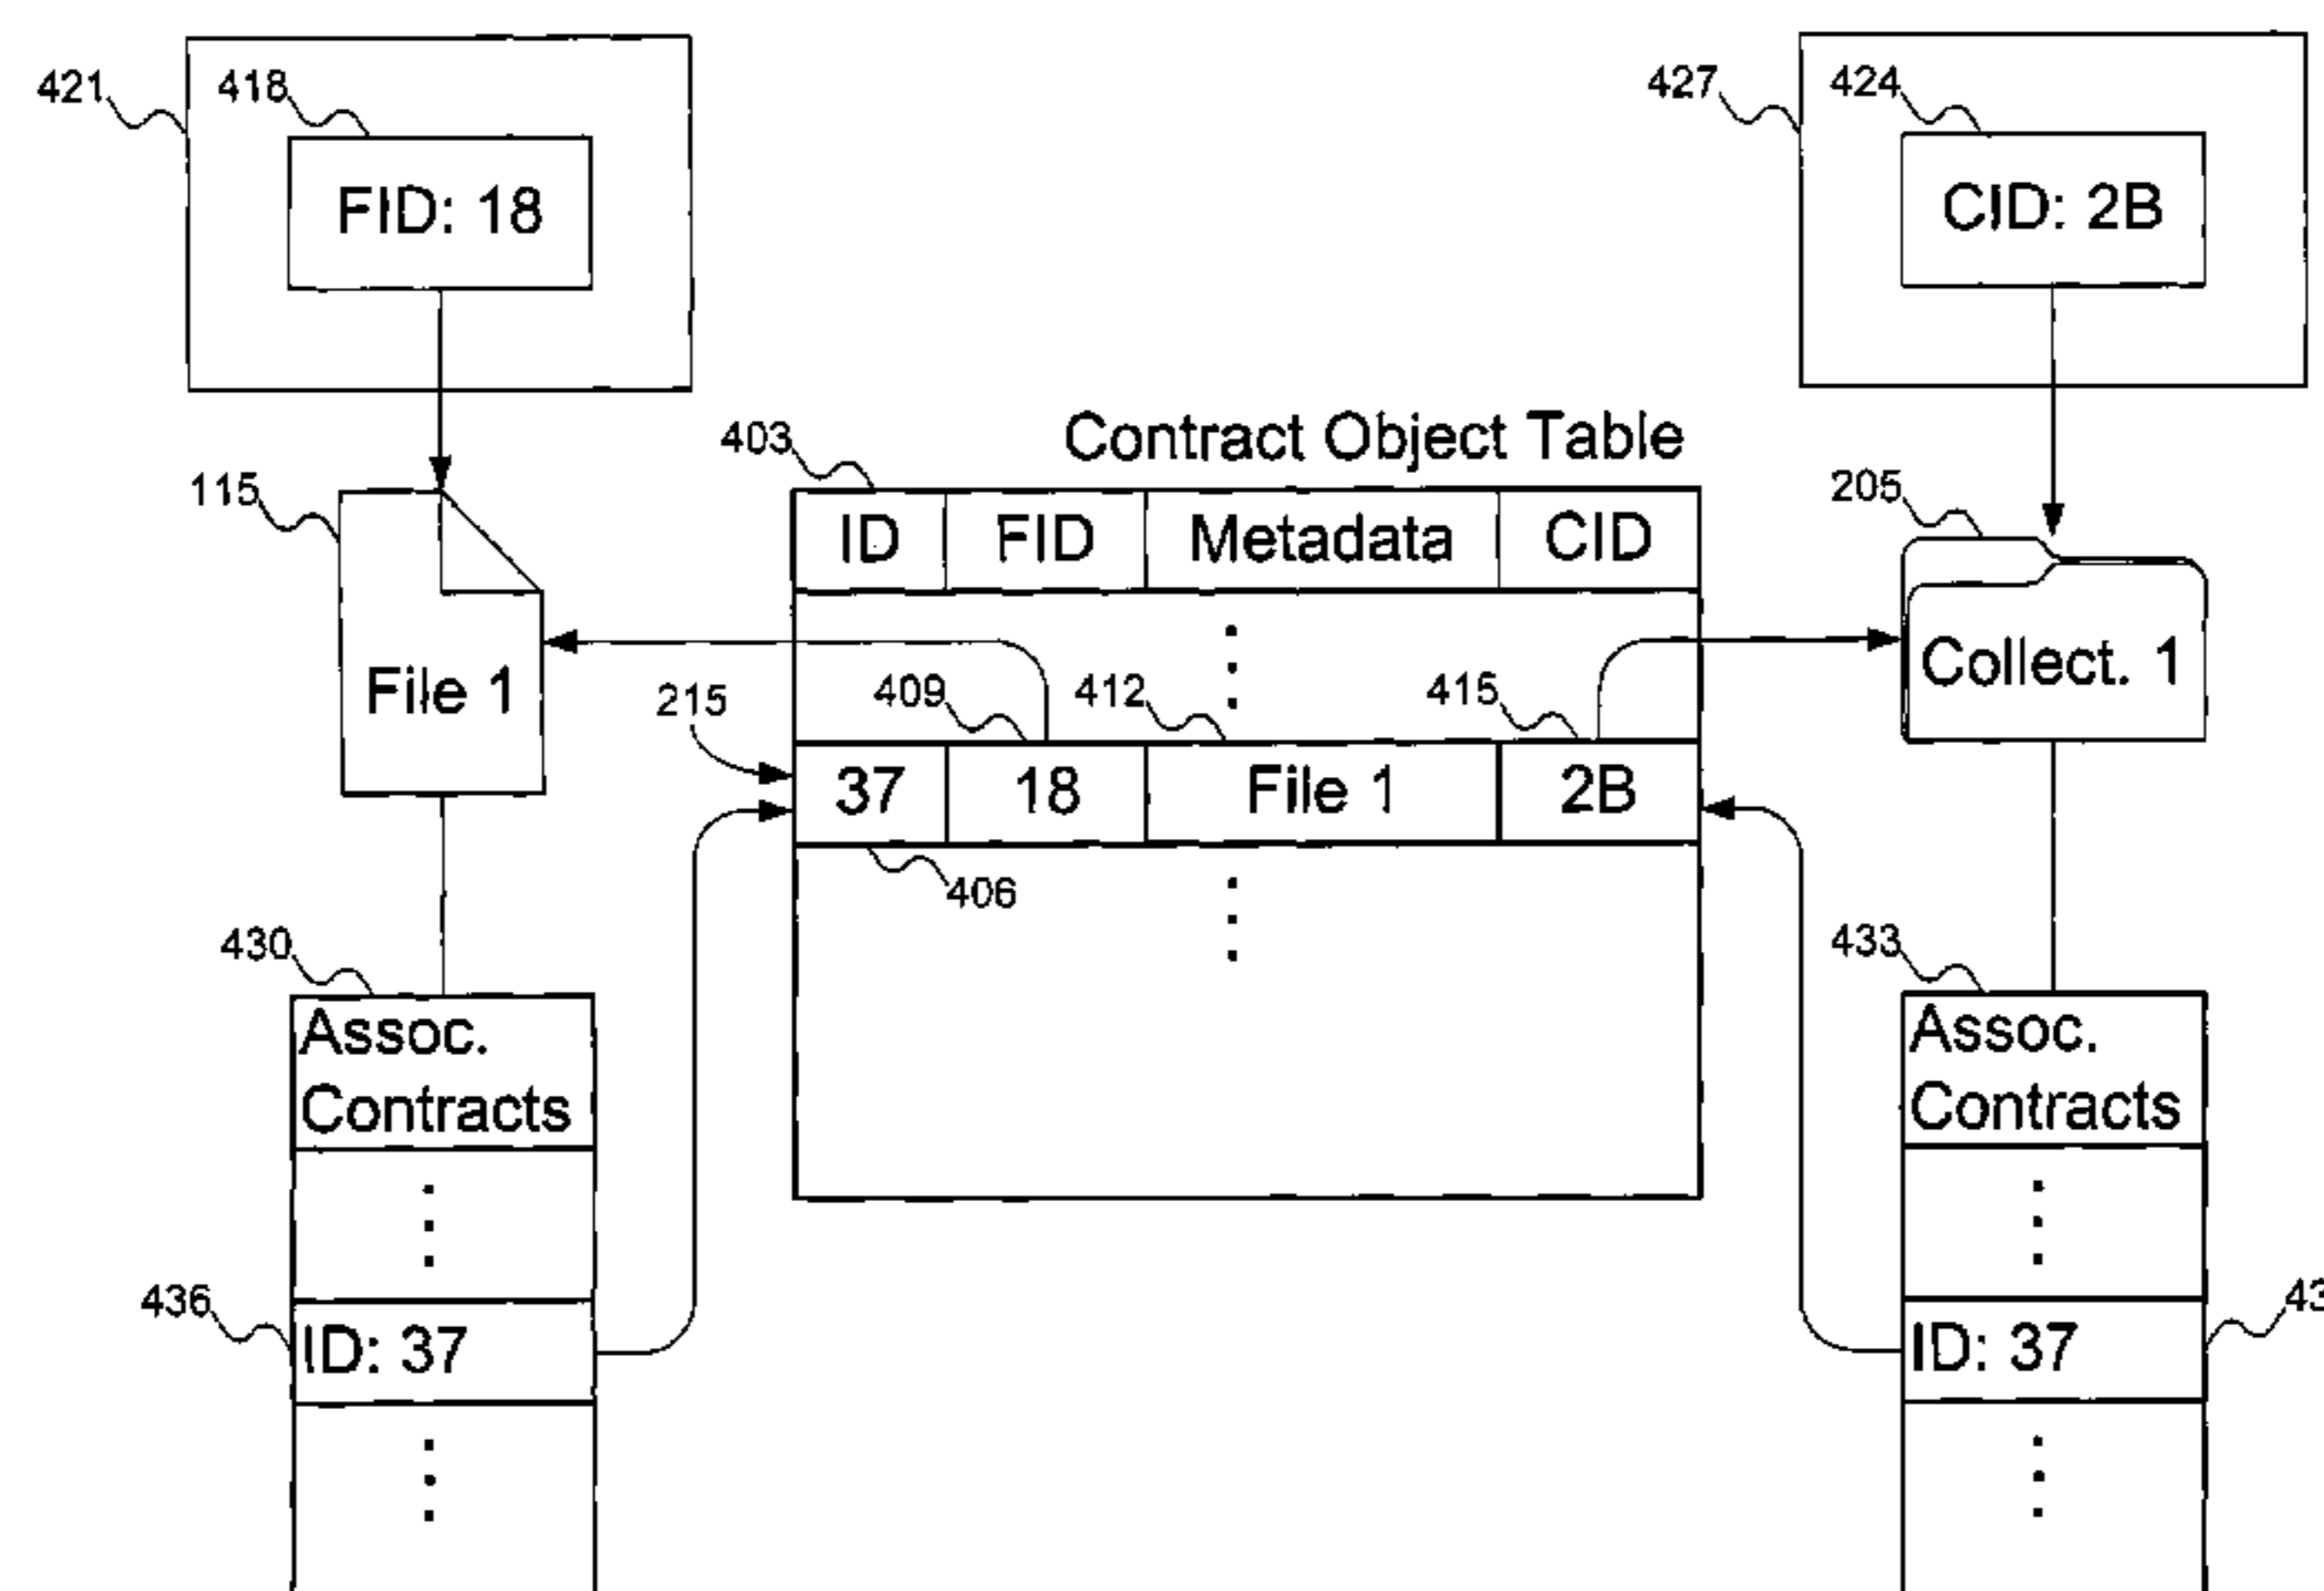 421
418
FID: 18
427
424
CID: 2B
403
Contract Object Table
115
File 1
ID FID Metadata CID
205
Collect. 1
215
409
412
415
37 18 File 1 2B
406
430
Assoc.
Contracts
433
Assoc.
Contracts
436
ID: 37
ID: 37